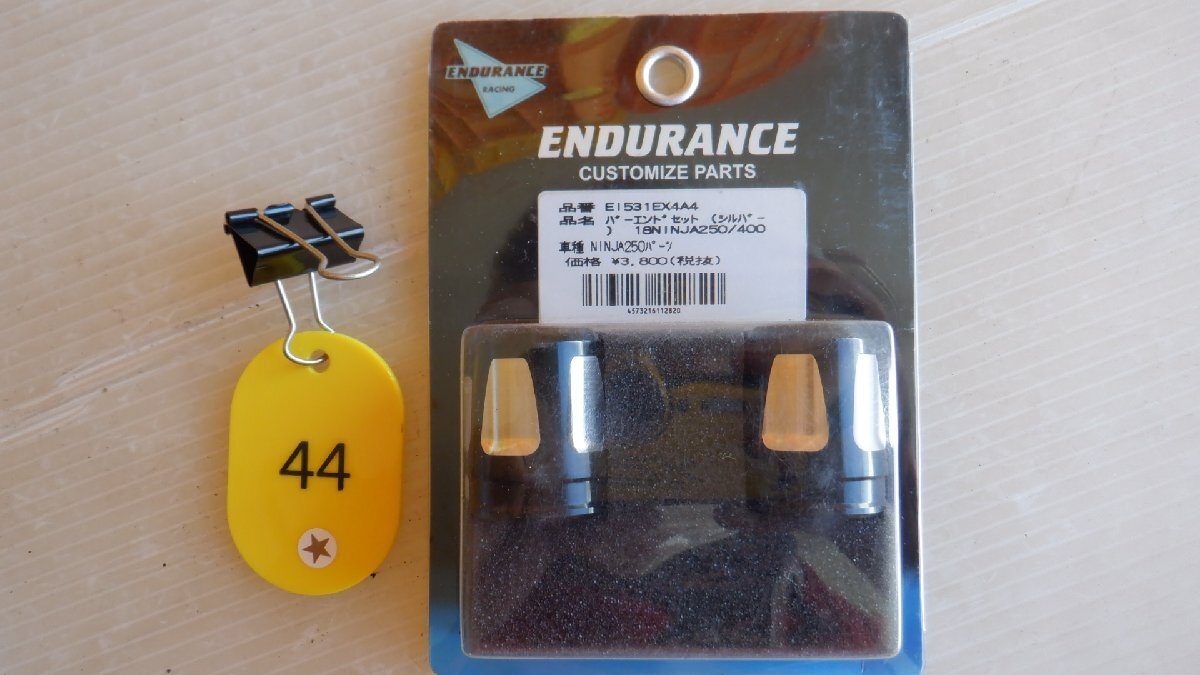 ENDURANCE
RACING
ENDURANCE
CUSTOMIZE PARTS
品番 EI531EX4A4
品名 バーエンドセット (シルバー
) 18NINJA250/400
車種 NINJA250バーン
価格 ¥3,800(税抜)
4573216112820
44